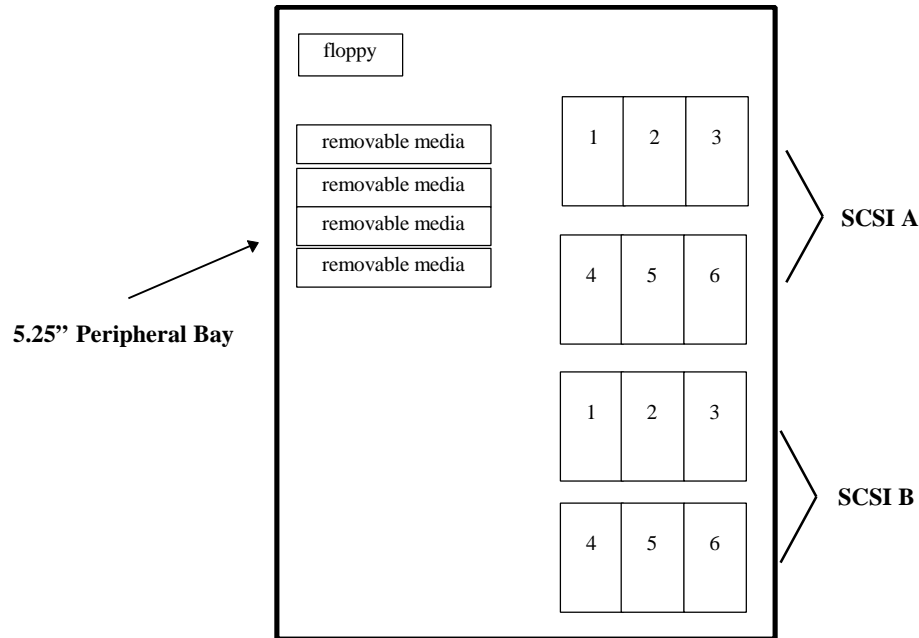 floppy
removable media
removable media
removable media
removable media
5.25’’ Peripheral Bay
1 2 3
4 5 6
SCSI A
1 2 3
4 5 6
SCSI B